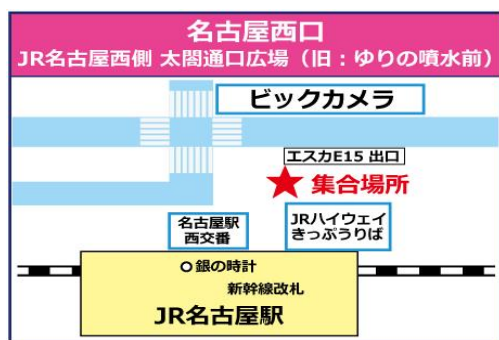 名古屋西口
JR名古屋西側 太閤通口広場（旧：ゆりの噴水前）
ビックカメラ
エスカE15 出口
集合場所
名古屋駅
西交番
JRハイウェイ
きっぷうりば
銀の時計
新幹線改札
JR名古屋駅